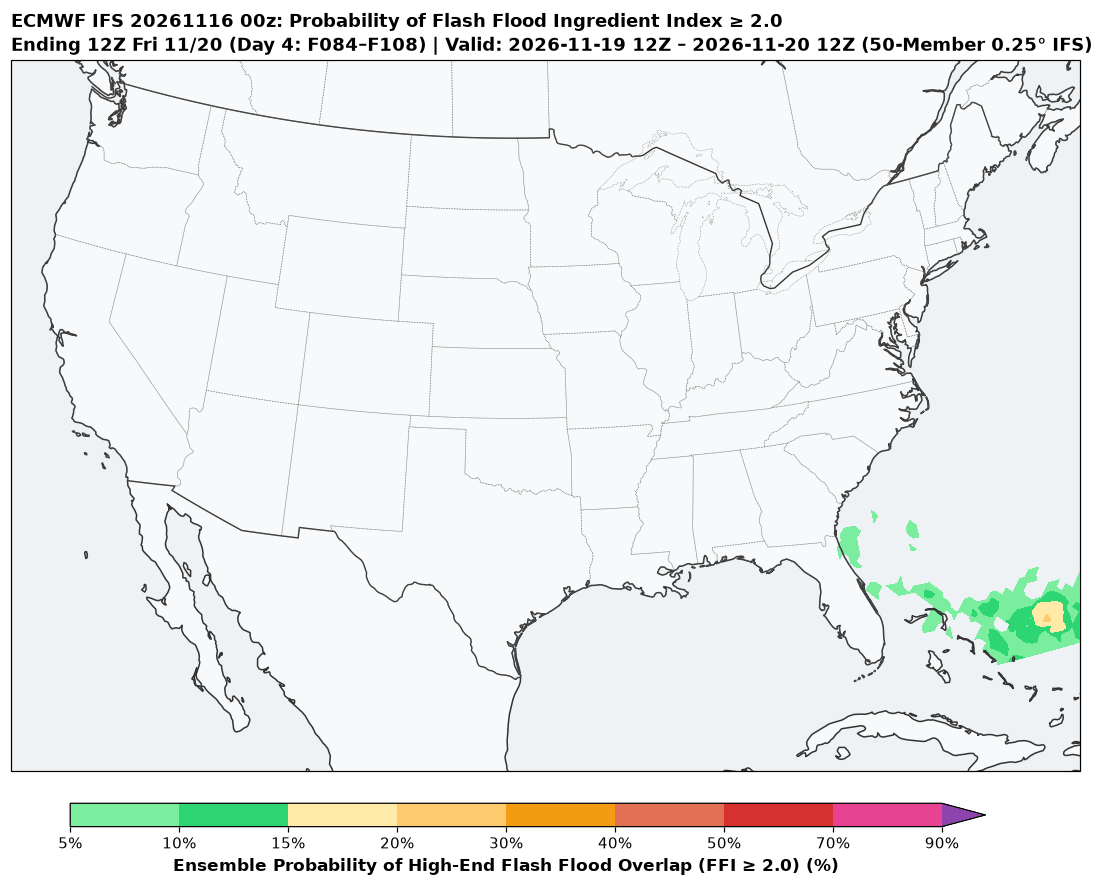 ECMWF IFS 20261116 00z: Probability of Flash Flood Ingredient Index ≥ 2.0
Ending 12Z Fri 11/20 (Day 4: F084–F108) | Valid: 2026-11-19 12Z – 2026-11-20 12Z (50-Member 0.25° IFS)
5% 10% 15% 20% 30% 40% 50% 70% 90%
Ensemble Probability of High-End Flash Flood Overlap (FFI ≥ 2.0) (%)